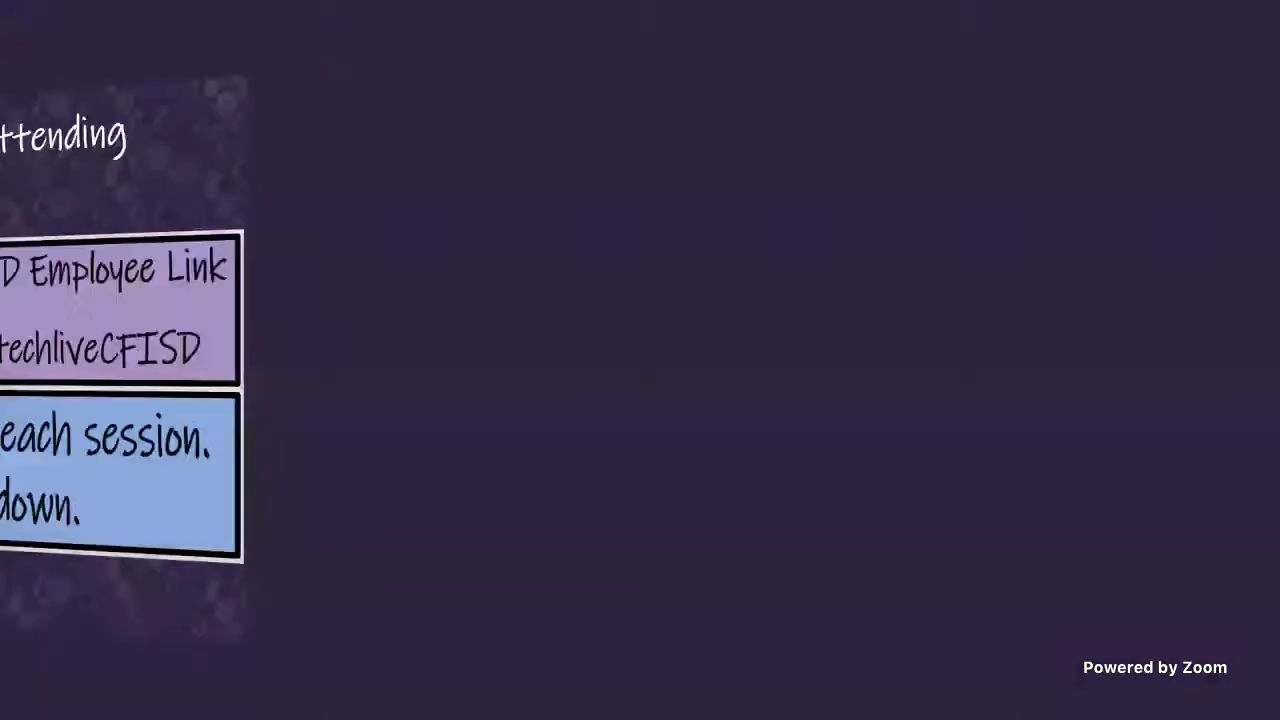 ttending
D Employee Link
techliveCFISD
each session.
down.
Powered by Zoom